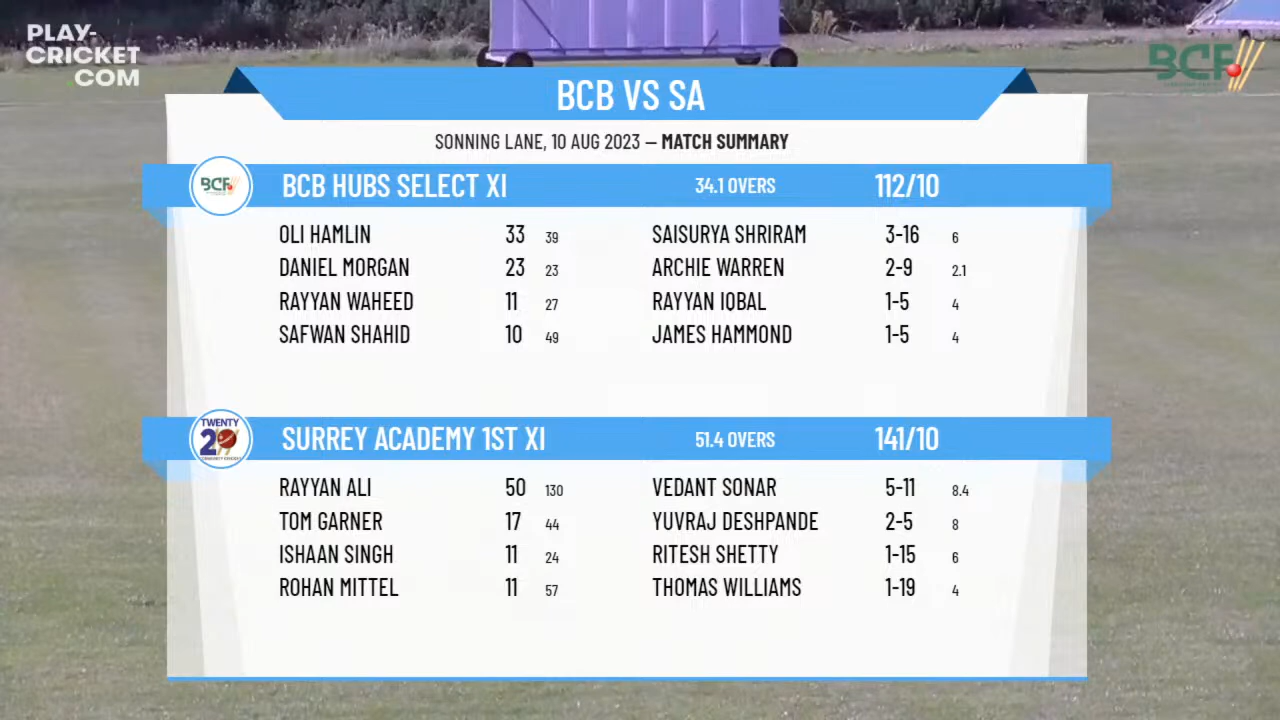 PLAY-
CRICKET
COM
BCF
BCB VS SA
SONNING LANE, 10 AUG 2023 – MATCH SUMMARY
BCF
BCB HUBS SELECT XI 34.1 OVERS 112/10
OLI HAMLIN 33 39 SAISURYA SHRIRAM 3-16 6
DANIEL MORGAN 23 23 ARCHIE WARREN 2-9 2.1
RAYYAN WAHEED 11 27 RAYYAN IQBAL 1-5 4
SAFWAN SHAHID 10 49 JAMES HAMMOND 1-5 4
TWENTY
20
SURREY ACADEMY 1ST XI 51.4 OVERS 141/10
RAYYAN ALI 50 130 VEDANT SONAR 5-11 8.4
TOM GARNER 17 44 YUVRAJ DESHPANDE 2-5 8
ISHAAN SINGH 11 24 RITESH SHETTY 1-15 6
ROHAN MITTEL 11 57 THOMAS WILLIAMS 1-19 4